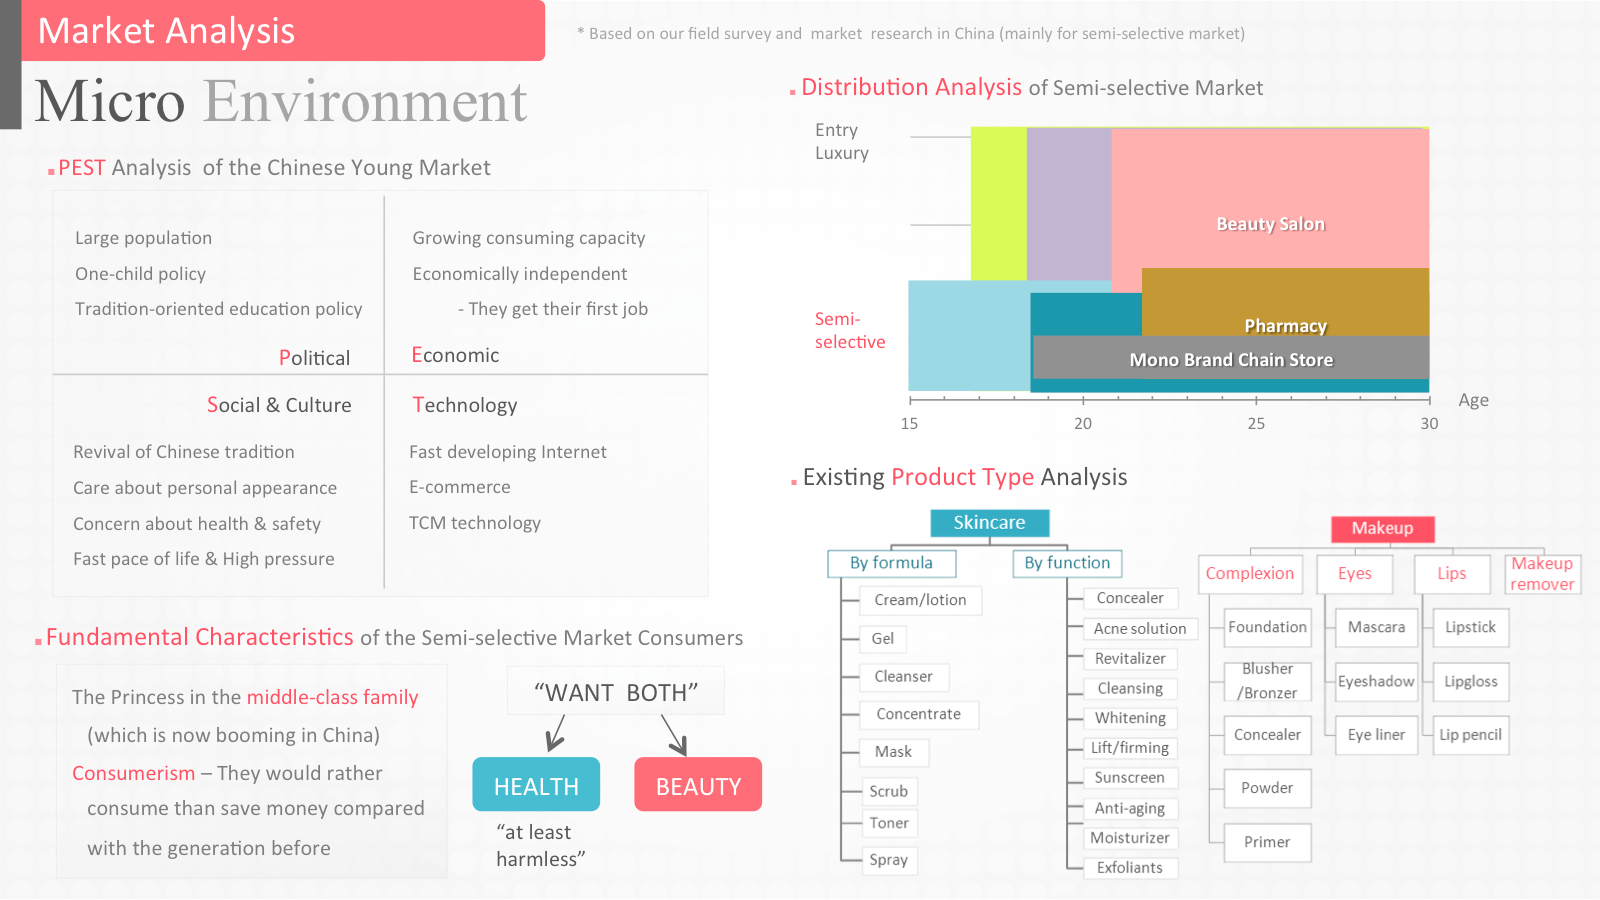 Market Analysis
* Based on our field survey and market research in China (mainly for semi-selective market)
Micro Environment
PEST Analysis of the Chinese Young Market
Large population
One-child policy
Tradition-oriented education policy
Political
Growing consuming capacity
Economically independent
- They get their first job
Economic
Social & Culture
Revival of Chinese tradition
Care about personal appearance
Concern about health & safety
Fast pace of life & High pressure
Technology
Fast developing Internet
E-commerce
TCM technology
Fundamental Characteristics of the Semi-selective Market Consumers
The Princess in the middle-class family
(which is now booming in China)
Consumerism – They would rather
consume than save money compared
with the generation before
“WANT BOTH”
HEALTH
BEAUTY
“at least
harmless”
Distribution Analysis of Semi-selective Market
Entry
Luxury
Beauty Salon
Semi-
selective
Pharmacy
Mono Brand Chain Store
Age
15
20
25
30
Existing Product Type Analysis
Skincare
By formula
Cream/lotion
Gel
Cleanser
Concentrate
Mask
Scrub
Toner
Spray
By function
Concealer
Acne solution
Revitalizer
Cleansing
Whitening
Lift/firming
Sunscreen
Anti-aging
Moisturizer
Exfoliants
Makeup
Complexion
Foundation
Blusher
/Bronzer
Concealer
Powder
Primer
Eyes
Mascara
Eyeshadow
Eye liner
Lips
Lipstick
Lipgloss
Lip pencil
Makeup
remover